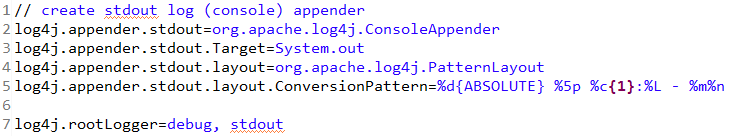 1 // create stdout log (console) appender
2 log4j.appender.stdout=org.apache.log4j.ConsoleAppender
3 log4j.appender.stdout.Target=System.out
4 log4j.appender.stdout.layout=org.apache.log4j.PatternLayout
5 log4j.appender.stdout.layout.ConversionPattern=%d{ABSOLUTE} %5p %c{1}:%L - %m%n
6
7 log4j.rootLogger=debug, stdout